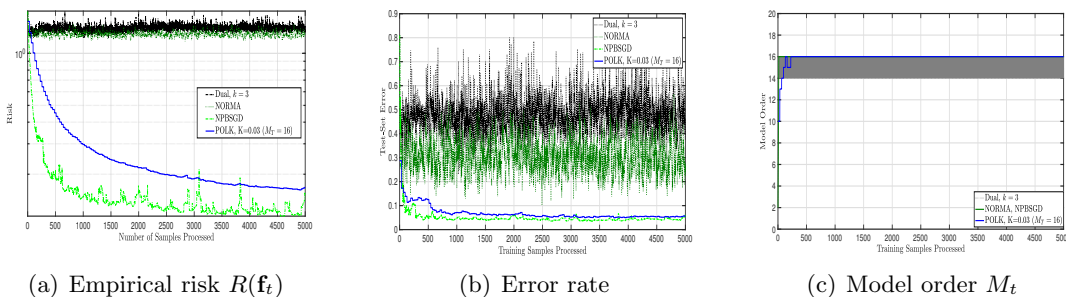 Risk
10^0
Dual, k = 3
NORMA
NPBSGD
POLK, K=0.03 (M_T = 16)
0 500 1000 1500 2000 2500 3000 3500 4000 4500 5000
Number of Samples Processed
(a) Empirical risk R(f_t)
Test-Set Error
0.9
0.8
0.7
0.6
0.5
0.4
0.3
0.2
0.1
0
Dual, k = 3
NORMA
NPBSGD
POLK, K=0.03 (M_T = 16)
0 500 1000 1500 2000 2500 3000 3500 4000 4500 5000
Training Samples Processed
(b) Error rate
Model Order
20
18
16
14
12
10
8
6
4
2
0
Dual, k = 3
NORMA, NPBSGD
POLK, K=0.03 (M_T = 16)
0 500 1000 1500 2000 2500 3000 3500 4000 4500 5000
Training Samples Processed
(c) Model order M_t